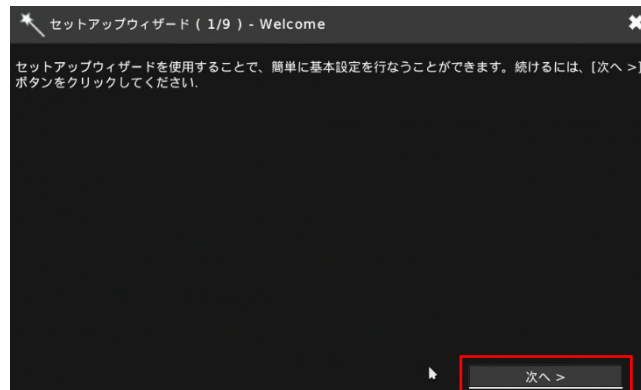 セットアップウィザード ( 1/9 ) - Welcome
セットアップウィザードを使用することで、簡単に基本設定を行なうことができます。続けるには、[次へ >]
ボタンをクリックしてください.
次へ >